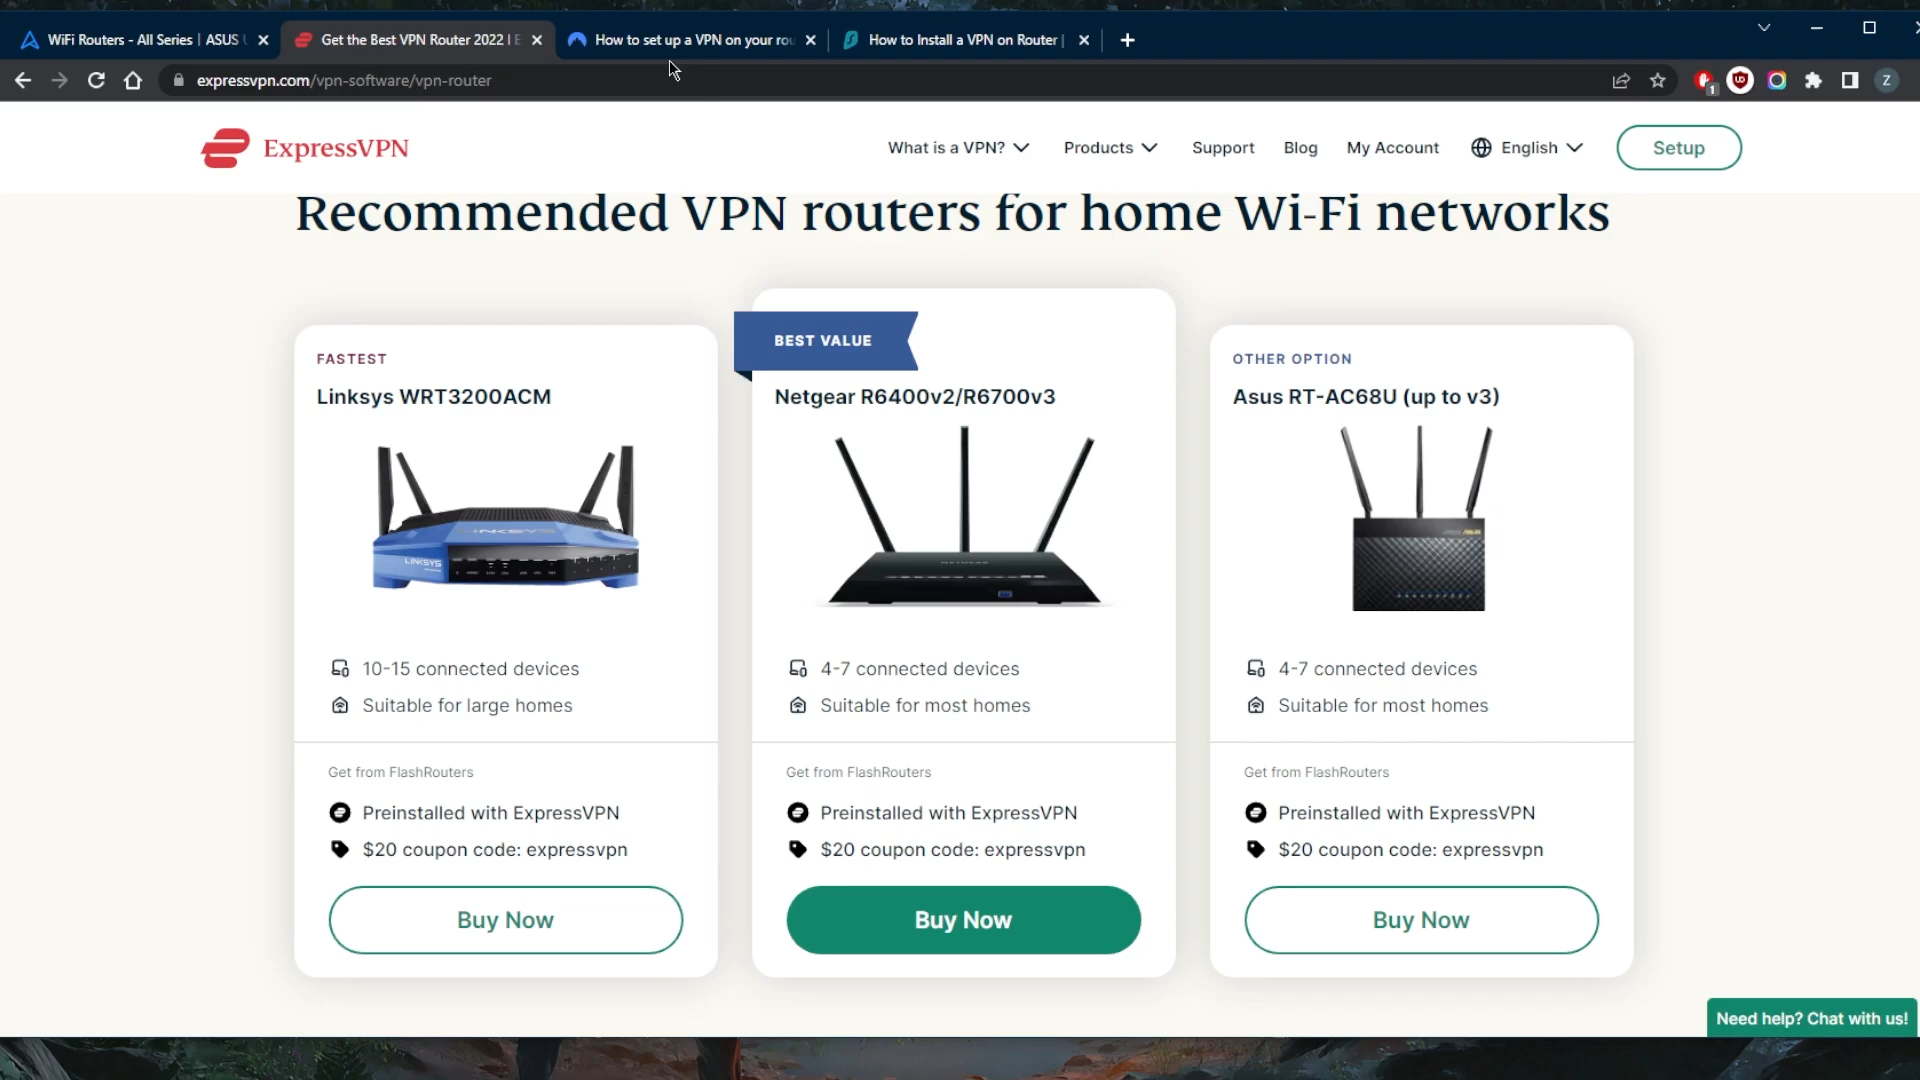 WiFi Routers - All Series | ASUS
Get the Best VPN Router 2022 | E
How to set up a VPN on your rou
How to Install a VPN on Router |
expressvpn.com/vpn-software/vpn-router
1
Z
ExpressVPN
What is a VPN?
Products
Support
Blog
My Account
English
Setup
Recommended VPN routers for home Wi-Fi networks
FASTEST
Linksys WRT3200ACM
LINKSYS
10-15 connected devices
Suitable for large homes
Get from FlashRouters
Preinstalled with ExpressVPN
$20 coupon code: expressvpn
Buy Now
BEST VALUE
Netgear R6400v2/R6700v3
NETGEAR
4-7 connected devices
Suitable for most homes
Get from FlashRouters
Preinstalled with ExpressVPN
$20 coupon code: expressvpn
Buy Now
OTHER OPTION
Asus RT-AC68U (up to v3)
4-7 connected devices
Suitable for most homes
Get from FlashRouters
Preinstalled with ExpressVPN
$20 coupon code: expressvpn
Buy Now
Need help? Chat with us!